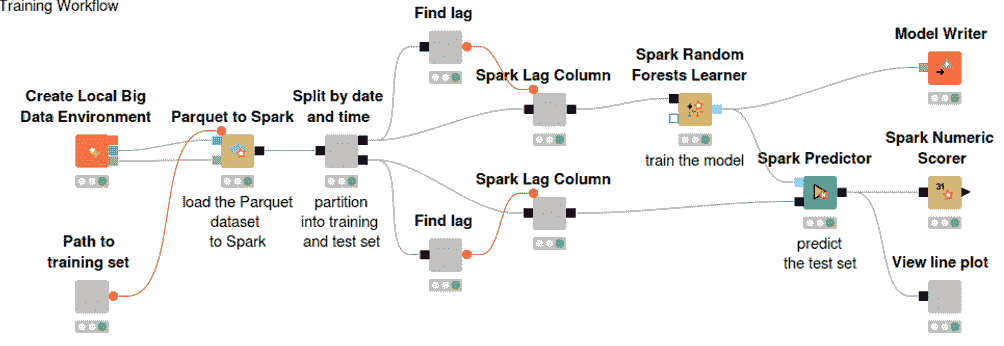 Training Workflow
Find lag
Model Writer
Spark Random
Forests Learner
Spark Lag Column
Create Local Big
Data Environment
Parquet to Spark
Split by date
and time
train the model
Spark Predictor
Spark Numeric
Scorer
31
Spark Lag Column
load the Parquet
dataset
to Spark
partition
into training
and test set
Find lag
Path to
training set
predict
the test set
View line plot